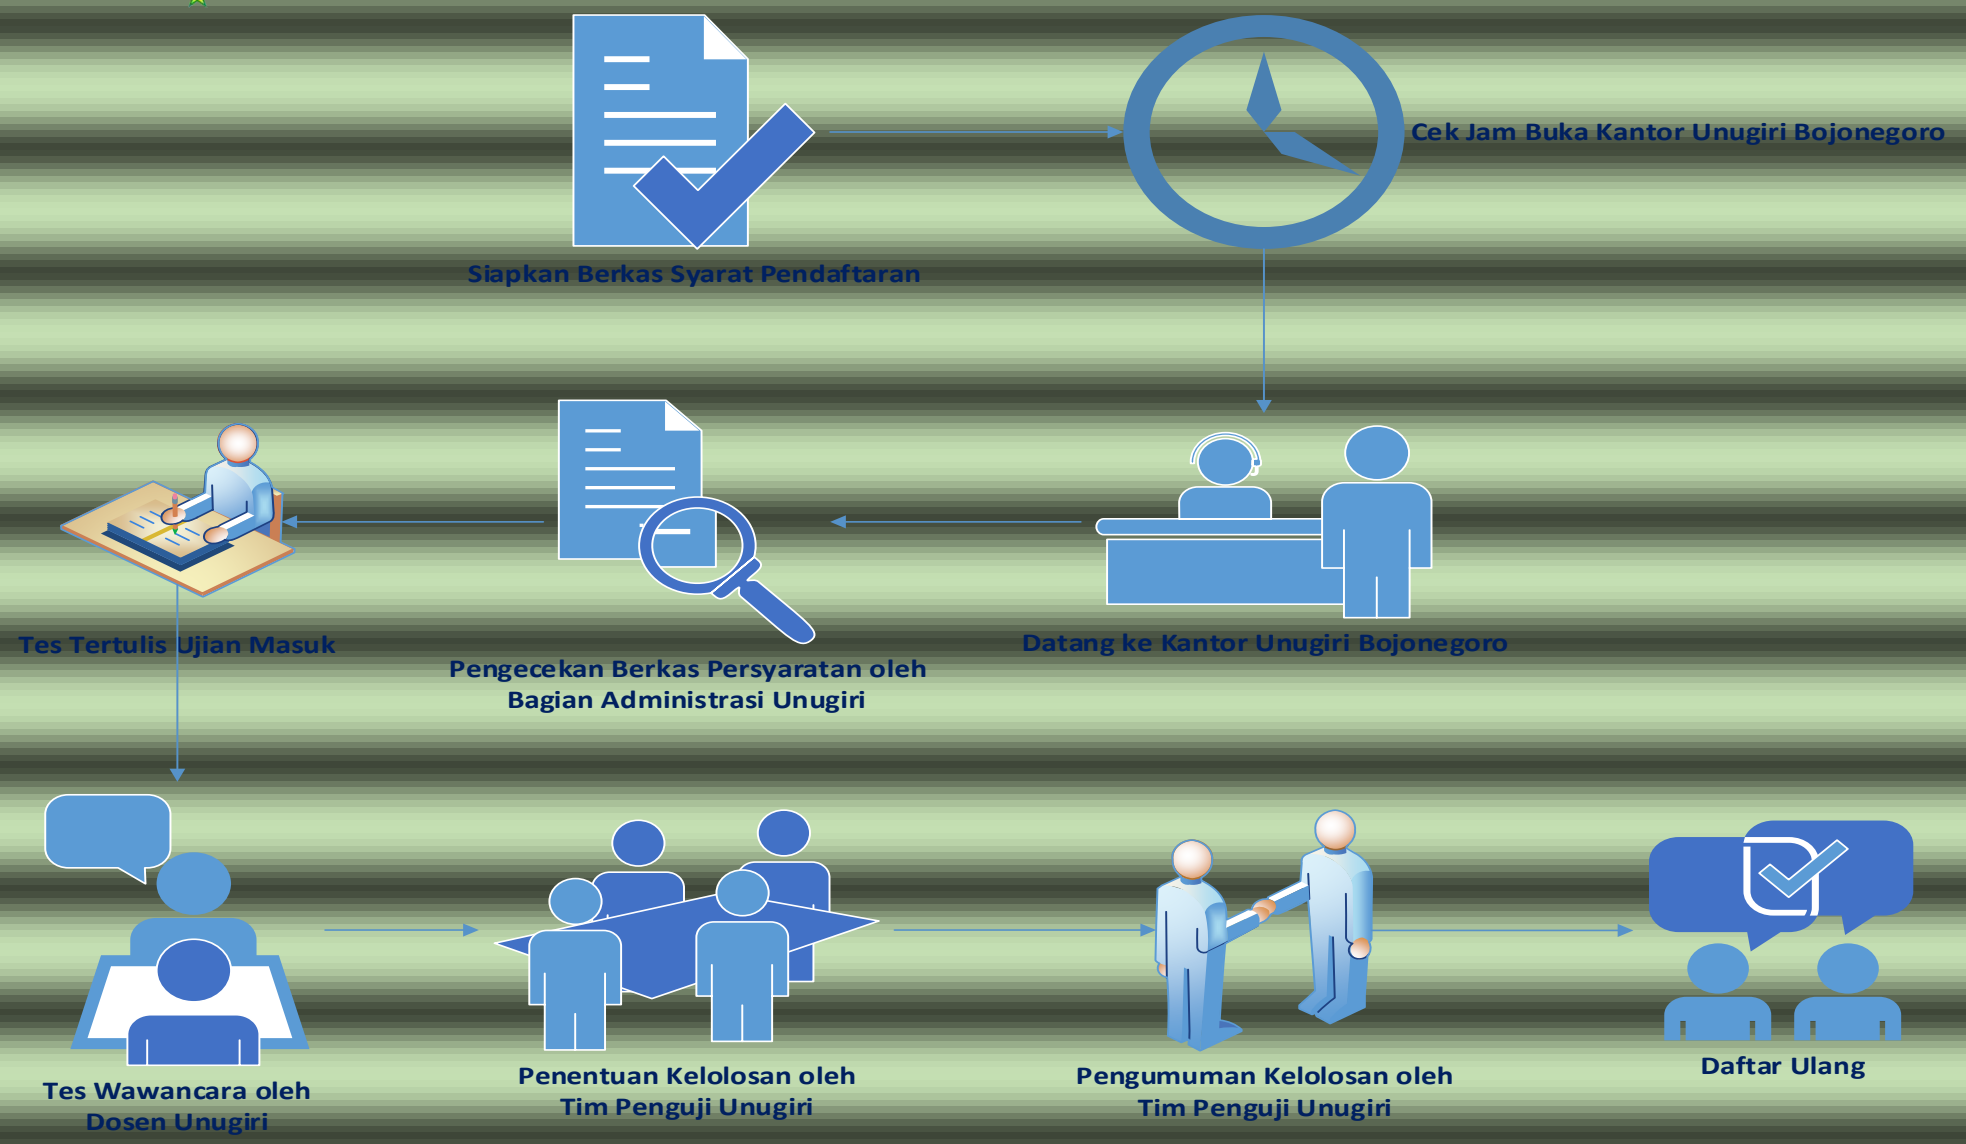 Siapkan Berkas Syarat Pendaftaran
Cek Jam Buka Kantor Unugiri Bojonegoro
Datang ke Kantor Unugiri Bojonegoro
Pengecekan Berkas Persyaratan oleh
Bagian Administrasi Unugiri
Tes Tertulis Ujian Masuk
Tes Wawancara oleh
Dosen Unugiri
Penentuan Kelolosan oleh
Tim Penguji Unugiri
Pengumuman Kelolosan oleh
Tim Penguji Unugiri
Daftar Ulang